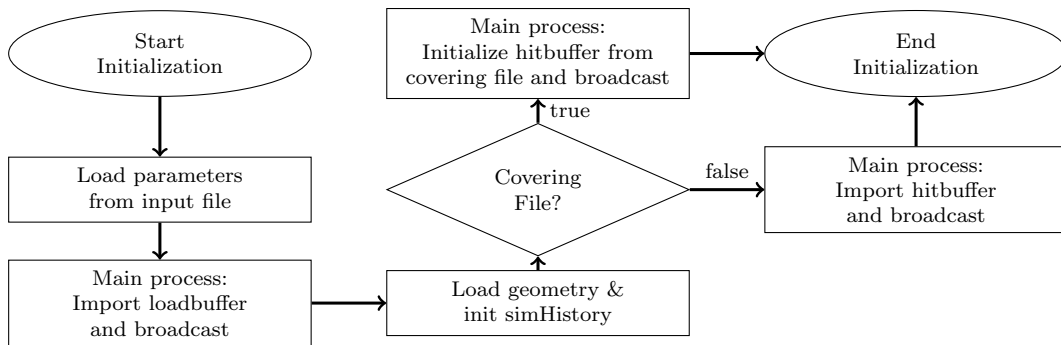 Start
Initialization
Load parameters
from input file
Main process:
Import loadbuffer
and broadcast
Load geometry &
init simHistory
Covering
File?
true
Main process:
Initialize hitbuffer from
covering file and broadcast
false
Main process:
Import hitbuffer
and broadcast
End
Initialization